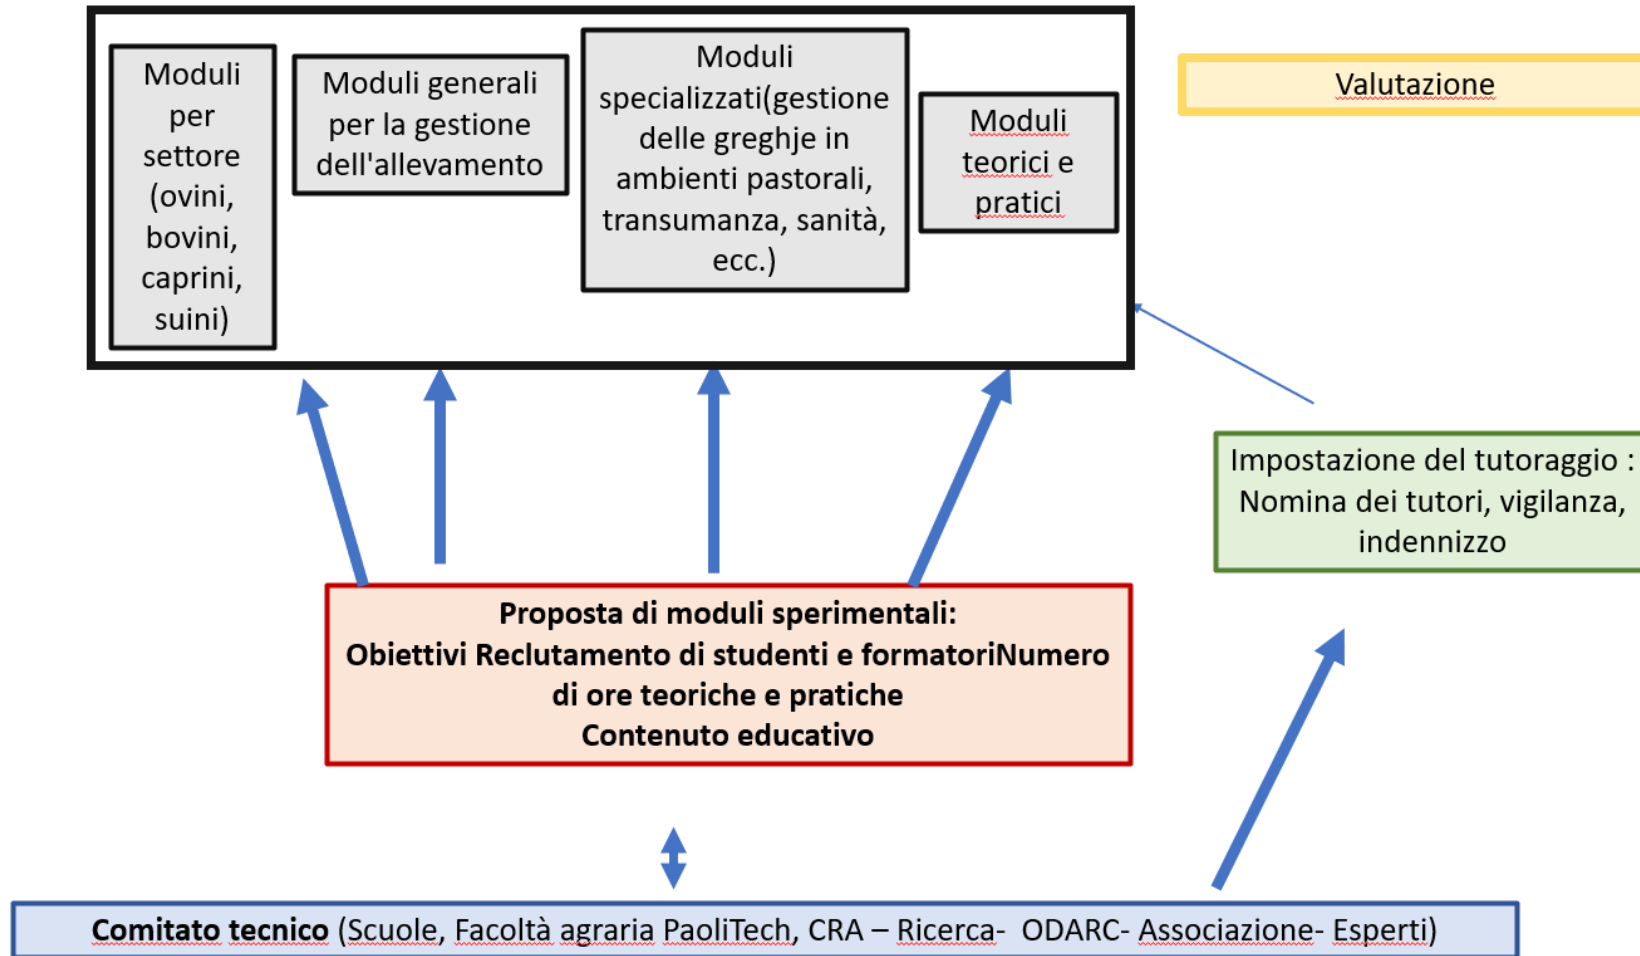 Moduli
per
settore
(ovini,
bovini,
caprini,
suini)
Moduli generali
per la gestione
dell'allevamento
Moduli
specializzati(gestione
delle greghje in
ambienti pastorali,
transumanza, sanità,
ecc.)
Moduli
teorici e
pratici
Valutazione
Impostazione del tutoraggio :
Nomina dei tutori, vigilanza,
indennizzo
Proposta di moduli sperimentali:
Obiettivi Reclutamento di studenti e formatoriNumero
di ore teoriche e pratiche
Contenuto educativo
Comitato tecnico (Scuole, Facoltà agraria PaoliTech, CRA – Ricerca- ODARC- Associazione- Esperti)